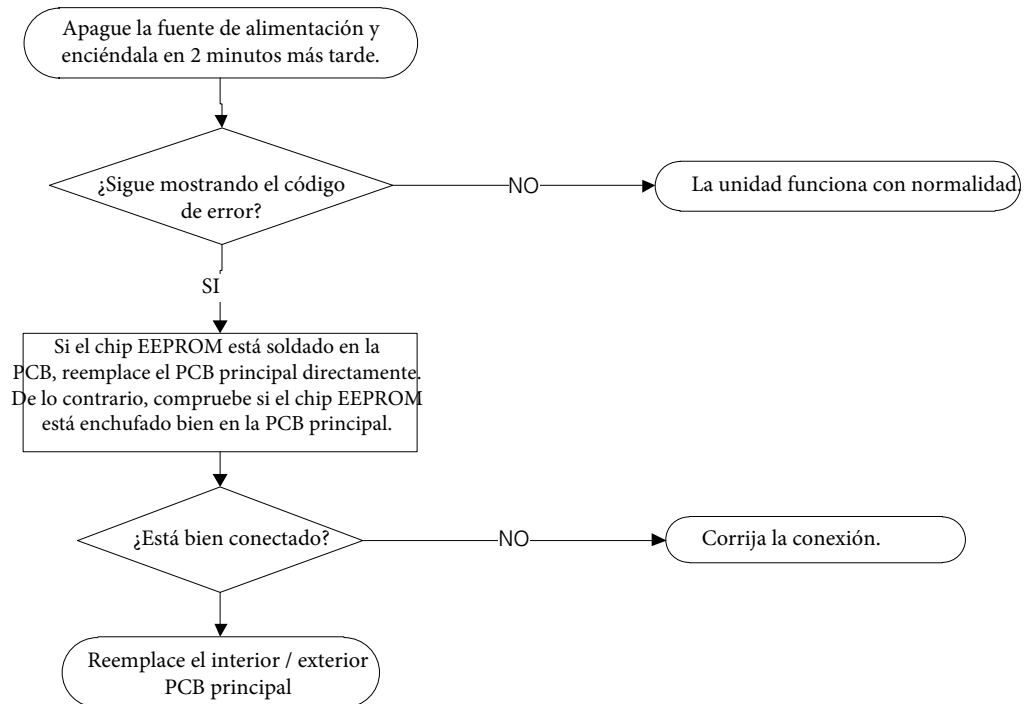 Apague la fuente de alimentación y
enciéndala en 2 minutos más tarde.
¿Sigue mostrando el código
de error?
NO
La unidad funciona con normalidad.
SI
Si el chip EEPROM está soldado en la
PCB, reemplace el PCB principal directamente.
De lo contrario, compruebe si el chip EEPROM
está enchufado bien en la PCB principal.
¿Está bien conectado?
NO
Corrija la conexión.
Reemplace el interior / exterior
PCB principal